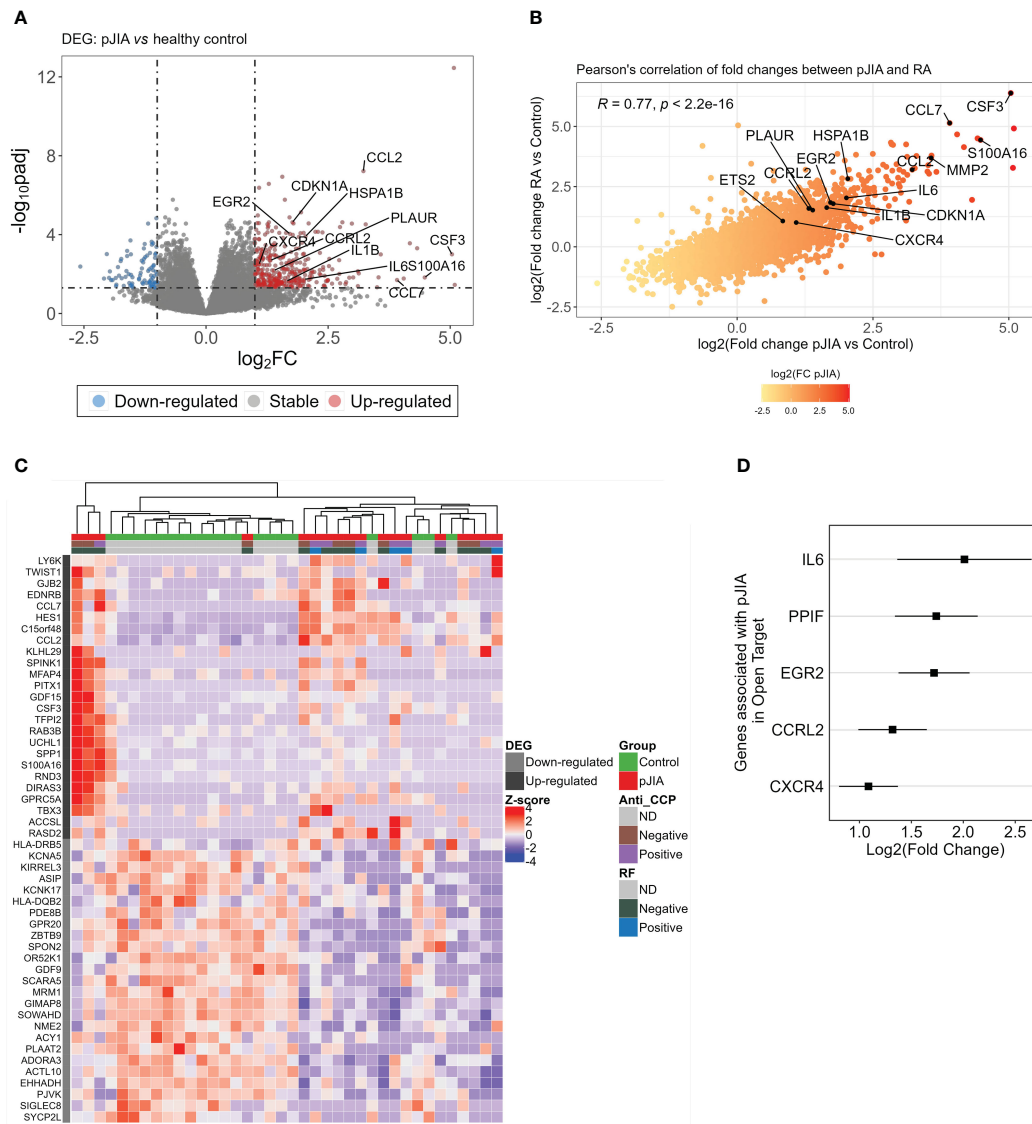 A
DEG: pJIA vs healthy control
-log10padj
12
8
4
0
CCL2
CDKN1A
HSPA1B
EGR2
PLAUR
CXCR4
CCRL2
CSF3
IL1B
IL6S100A16
CCL7
-2.5 0.0 2.5 5.0
log2FC
Down-regulated Stable Up-regulated
B
Pearson's correlation of fold changes between pJIA and RA
R = 0.77, p < 2.2e-16
log2(Fold change RA vs Control)
5.0
2.5
0.0
-2.5
CCL7
CSF3
PLAUR
HSPA1B
S100A16
EGR2
CCL2
CCRL2
MMP2
ETS2
IL6
IL1B
CDKN1A
CXCR4
-2.5 0.0 2.5 5.0
log2(Fold change pJIA vs Control)
log2(FC pJIA)
-2.5 0.0 2.5 5.0
C
LY6K
TWIST1
GJB2
EDNRB
CCL7
HES1
C15orf48
CCL2
KLHL29
SPINK1
MFAP4
PITX1
GDF15
CSF3
TFPI2
RAB3B
UCHL1
SPP1
S100A16
RND3
DIRAS3
GPRC5A
TBX3
ACCSL
RASD2
HLA-DRB5
KCNA5
KIRREL3
ASIP
KCNK17
HLA-DQB2
PDE8B
GPR20
ZBTB9
SPON2
OR52K1
GDF9
SCARA5
MRM1
GIMAP8
SOWAHD
NME2
ACY1
PLAAT2
ADORA3
ACTL10
EHHADH
PJVK
SIGLEC8
SYCP2L
DEG
Down-regulated
Up-regulated
Z-score
4
2
0
-2
-4
Group
Control
pJIA
Anti_CCP
ND
Negative
Positive
RF
ND
Negative
Positive
D
Genes associated with pJIA
in Open Target
IL6
PPIF
EGR2
CCRL2
CXCR4
1.0 1.5 2.0 2.5
Log2(Fold Change)